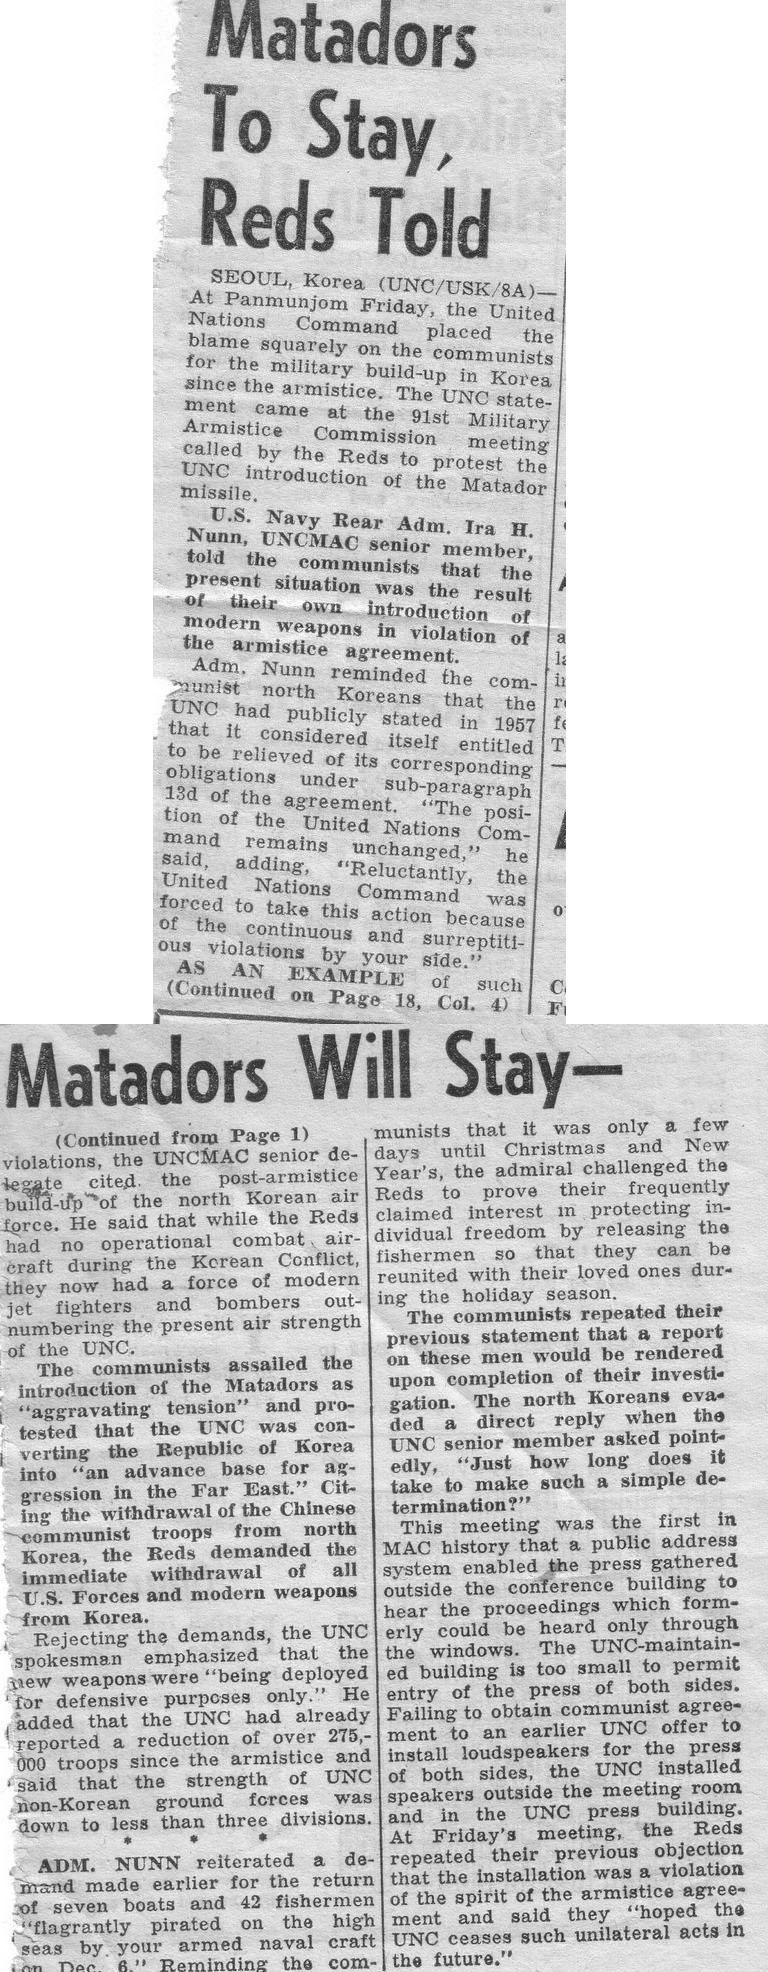 Matadors
To Stay,
Reds Told
SEOUL, Korea (UNC/USK/8A)—
At Panmunjom Friday, the United
Nations Command placed the
blame squarely on the communists
for the military build-up in Korea
since the armistice. The UNC state-
ment came at the 91st Military
Armistice Commission meeting
called by the Reds to protest the
UNC introduction of the Matador
missile.
U.S. Navy Rear Adm. Ira H.
Nunn, UNCMAC senior member,
told the communists that the
present situation was the result
of their own introduction of
modern weapons in violation of
the armistice agreement.
Adm. Nunn reminded the com-
munist north Koreans that the
UNC had publicly stated in 1957
that it considered itself entitled
to be relieved of its corresponding
obligations under sub-paragraph
13d of the agreement. "The posi-
tion of the United Nations Com-
mand remains unchanged," he
said, adding, "Reluctantly, the
United Nations Command was
forced to take this action because
of the continuous and surreptiti-
ous violations by your side."
AS AN EXAMPLE of such
(Continued on Page 18, Col. 4)
Matadors Will Stay—
(Continued from Page 1)
violations, the UNCMAC senior de-
legate cited the post-armistice
build-up of the north Korean air
force. He said that while the Reds
had no operational combat air-
craft during the Korean Conflict,
they now had a force of modern
jet fighters and bombers out-
numbering the present air strength
of the UNC.
The communists assailed the
introduction of the Matadors as
"aggravating tension" and pro-
tested that the UNC was con-
verting the Republic of Korea
into "an advance base for ag-
gression in the Far East." Cit-
ing the withdrawal of the Chinese
communist troops from north
Korea, the Reds demanded the
immediate withdrawal of all
U.S. Forces and modern weapons
from Korea.
Rejecting the demands, the UNC
spokesman emphasized that the
new weapons were "being deployed
for defensive purposes only." He
added that the UNC had already
reported a reduction of over 275,-
000 troops since the armistice and
said that the strength of UNC
non-Korean ground forces was
down to less than three divisions.
* * *
ADM. NUNN reiterated a de-
mand made earlier for the return
of seven boats and 42 fishermen
"flagrantly pirated on the high
seas by your armed naval craft
on Dec. 6." Reminding the com-
munists that it was only a few
days until Christmas and New
Year's, the admiral challenged the
Reds to prove their frequently
claimed interest in protecting in-
dividual freedom by releasing the
fishermen so that they can be
reunited with their loved ones dur-
ing the holiday season.
The communists repeated their
previous statement that a report
on these men would be rendered
upon completion of their investi-
gation. The north Koreans eva-
ded a direct reply when the
UNC senior member asked point-
edly, "Just how long does it
take to make such a simple de-
termination?"
This meeting was the first in
MAC history that a public address
system enabled the press gathered
outside the conference building to
hear the proceedings which form-
erly could be heard only through
the windows. The UNC-maintain-
ed building is too small to permit
entry of the press of both sides.
Failing to obtain communist agree-
ment to an earlier UNC offer to
install loudspeakers for the press
of both sides, the UNC installed
speakers outside the meeting room
and in the UNC press building.
At Friday's meeting, the Reds
repeated their previous objection
that the installation was a violation
of the spirit of the armistice agree-
ment and said they "hoped the
UNC ceases such unilateral acts in
the future."